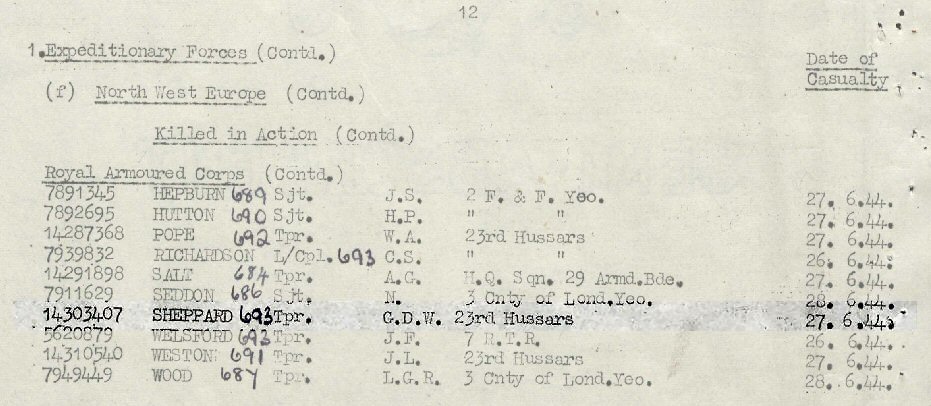 12
1.Expeditionary Forces (Contd.) Date of
Casualty
(f) North West Europe (Contd.)
Killed in Action (Contd.)
Royal Armoured Corps (Contd.)
7891345 HEPBURN 689 Sjt. J.S. 2 F. & F. Yeo. 27. 6.44.
7892695 HUTTON 690 Sjt. H.P. " " 27. 6.44.
14287368 POPE 692 Tpr. W.A. 23rd Hussars 27. 6.44.
7939832 RICHARDSON L/Cpl. 693 C.S. " " 26. 6.44.
14291898 SALT 684 Tpr. A.G. H.Q. Sqn. 29 Armd.Bde. 27. 6.44.
7911629 SEDDON 686 Sjt. N. 3 Cnty of Lond.Yeo. 28. 6.44.
14303407 SHEPPARD 693 Tpr. G.D.W. 23rd Hussars 27. 6.44.
5620879 WELSFORD 693 Tpr. J.F. 7 R.T.R. 26. 6.44.
14310540 WESTON 691 Tpr. J.L. 23rd Hussars 27. 6.44.
7949449 WOOD 687 Tpr. L.G.R. 3 Cnty of Lond.Yeo. 28. 6.44.